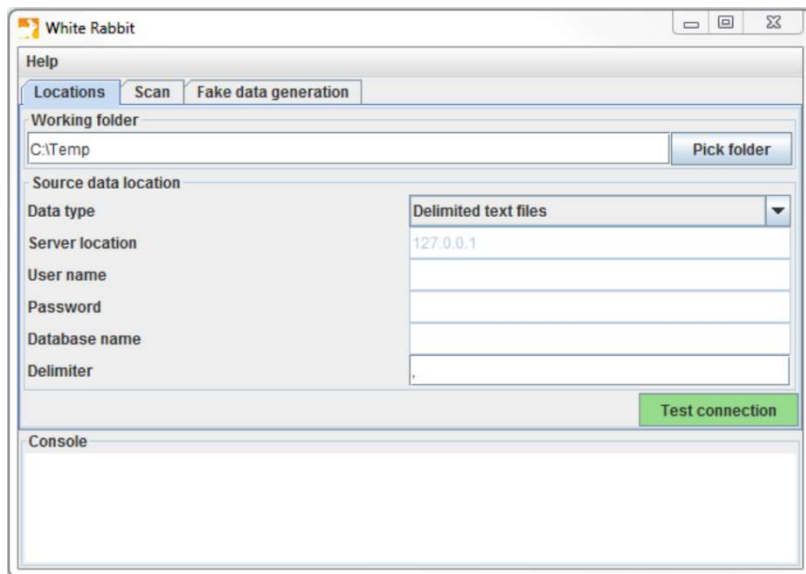 White Rabbit
Help
Locations Scan Fake data generation
Working folder
C:\Temp Pick folder
Source data location
Data type Delimited text files
Server location 127.0.0.1
User name
Password
Database name
Delimiter ,
Test connection
Console